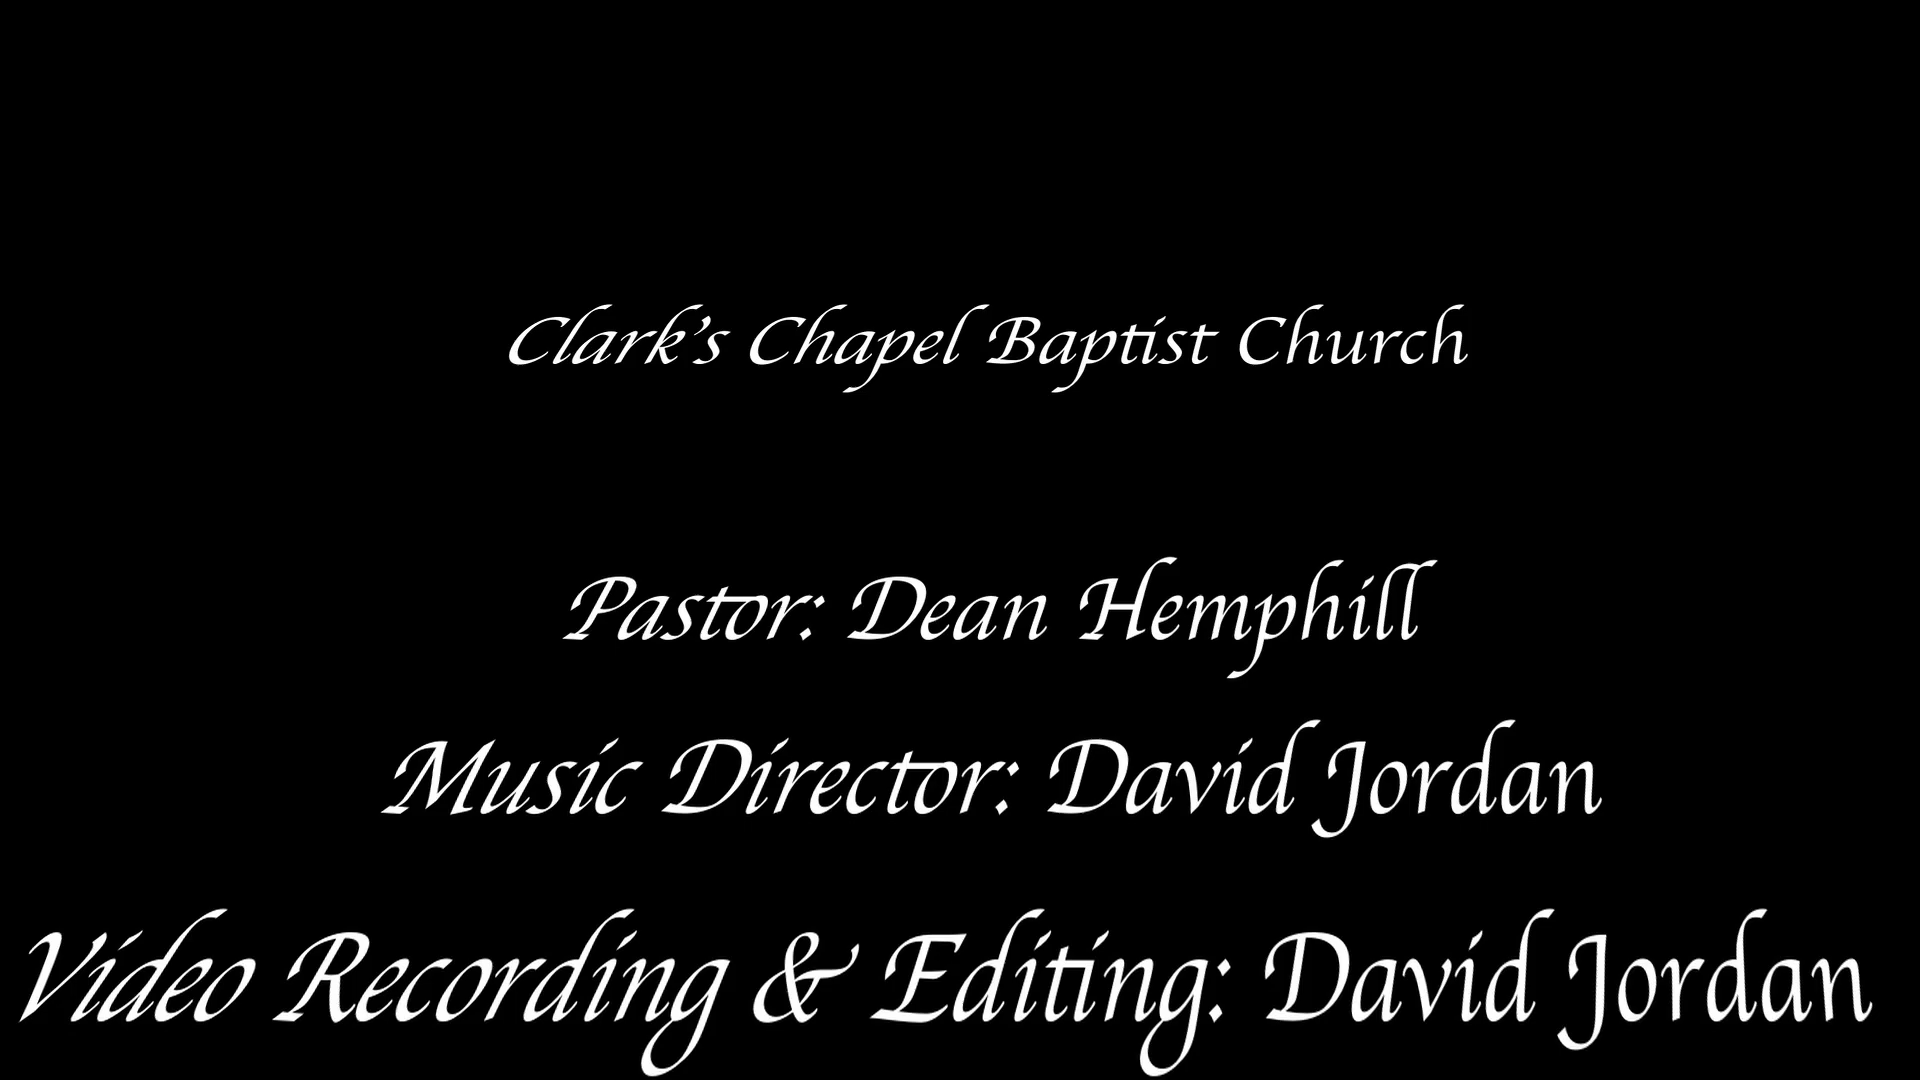 Clark's Chapel Baptist Church
Pastor: Dean Hemphill
Music Director: David Jordan
Video Recording & Editing: David Jordan